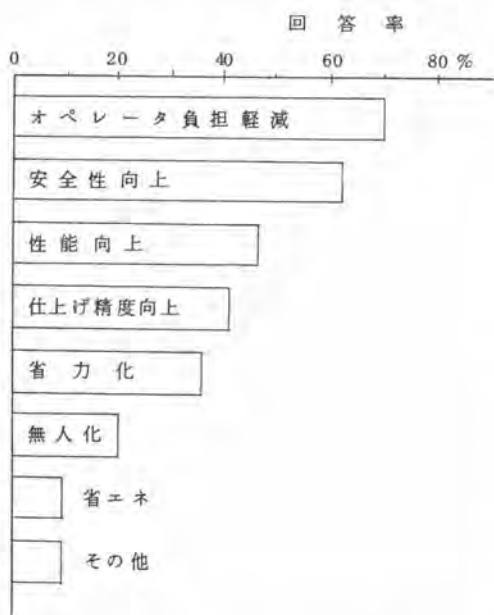 回答率
0 20 40 60 80 %
オペレータ負担軽減
安全性向上
性能向上
仕上げ精度向上
省力化
無人化
省エネ
その他